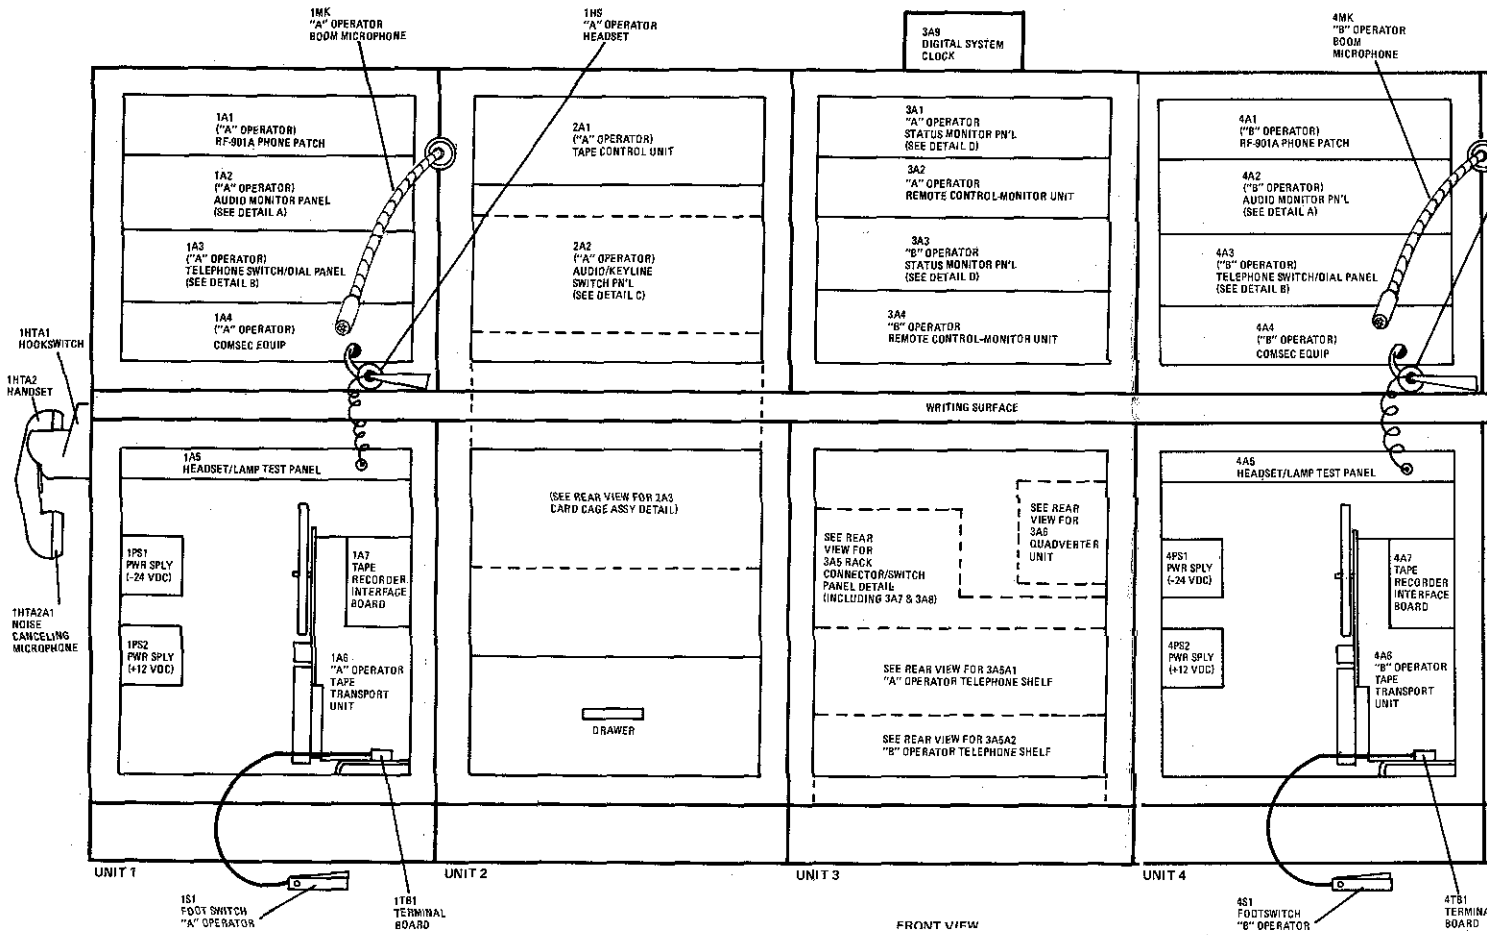 1MK
"A" OPERATOR
BOOM MICROPHONE
1HS
"A" OPERATOR
HEADSET
3A9
DIGITAL SYSTEM
CLOCK
4MK
"B" OPERATOR
BOOM
MICROPHONE
1A1
("A" OPERATOR)
RF-901A PHONE PATCH
1A2
("A" OPERATOR)
AUDIO MONITOR PANEL
(SEE DETAIL A)
1A3
("A" OPERATOR)
TELEPHONE SWITCH/DIAL PANEL
(SEE DETAIL B)
1A4
("A" OPERATOR)
COMSEC EQUIP
2A1
("A" OPERATOR)
TAPE CONTROL UNIT
2A2
("A" OPERATOR)
AUDIO/KEYLINE
SWITCH PN'L
(SEE DETAIL C)
3A1
"A" OPERATOR
STATUS MONITOR PN'L
(SEE DETAIL D)
3A2
"A" OPERATOR
REMOTE CONTROL-MONITOR UNIT
3A3
"B" OPERATOR
STATUS MONITOR PN'L
(SEE DETAIL D)
3A4
"B" OPERATOR
REMOTE CONTROL-MONITOR UNIT
4A1
("B" OPERATOR)
RF-901A PHONE PATCH
4A2
("B" OPERATOR)
AUDIO MONITOR PN'L
(SEE DETAIL A)
4A3
("B" OPERATOR)
TELEPHONE SWITCH/DIAL PANEL
(SEE DETAIL B)
4A4
("B" OPERATOR)
COMSEC EQUIP
1HTA1
HOOKSWITCH
1HTA2
HANDSET
1HTA2A1
NOISE
CANCELING
MICROPHONE
WRITING SURFACE
1A5
HEADSET/LAMP TEST PANEL
1PS1
PWR SPLY
(-24 VDC)
1PS2
PWR SPLY
(+12 VDC)
1A7
TAPE
RECORDER
INTERFACE
BOARD
1A6
"A" OPERATOR
TAPE
TRANSPORT
UNIT
(SEE REAR VIEW FOR 2A3
CARD CAGE ASSY DETAIL)
DRAWER
SEE REAR
VIEW FOR
3A5 RACK
CONNECTOR/SWITCH
PANEL DETAIL
(INCLUDING 3A7 & 3A8)
SEE REAR
VIEW FOR
3A6
QUADVERTER
UNIT
SEE REAR VIEW FOR 3A5A1
"A" OPERATOR TELEPHONE SHELF
SEE REAR VIEW FOR 3A5A2
"B" OPERATOR TELEPHONE SHELF
4A5
HEADSET/LAMP TEST PANEL
4PS1
PWR SPLY
(-24 VDC)
4PS2
PWR SPLY
(+12 VDC)
4A7
TAPE
RECORDER
INTERFACE
BOARD
4A6
"B" OPERATOR
TAPE
TRANSPORT
UNIT
UNIT 1
UNIT 2
UNIT 3
UNIT 4
1S1
FOOT SWITCH
"A" OPERATOR
1TB1
TERMINAL
BOARD
FRONT VIEW
4S1
FOOTSWITCH
"B" OPERATOR
4TB1
TERMINA
BOARD